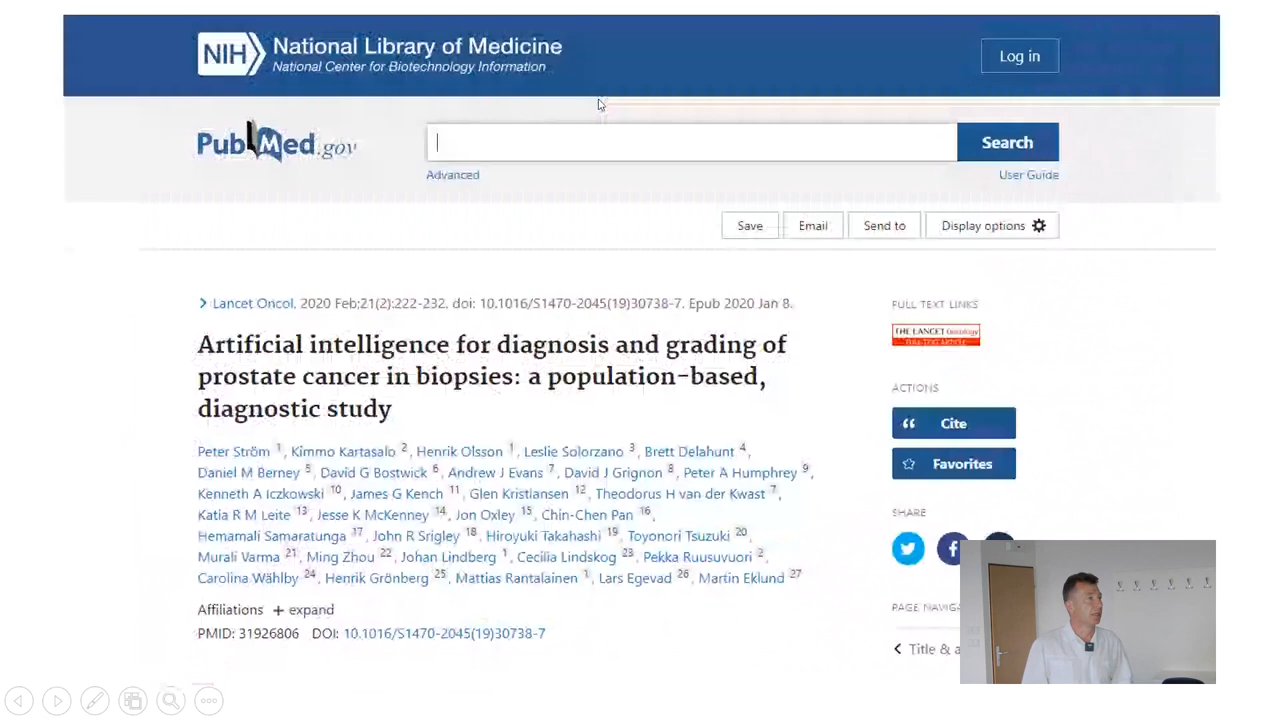 NIH National Library of Medicine
National Center for Biotechnology Information
Log in
PubMed.gov
Search
Advanced
User Guide
Save
Email
Send to
Display options
Lancet Oncol. 2020 Feb;21(2):222-232. doi: 10.1016/S1470-2045(19)30738-7. Epub 2020 Jan 8.
Artificial intelligence for diagnosis and grading of
prostate cancer in biopsies: a population-based,
diagnostic study
Peter Ström 1, Kimmo Kartasalo 2, Henrik Olsson 1, Leslie Solorzano 3, Brett Delahunt 4,
Daniel M Berney 5, David G Bostwick 6, Andrew J Evans 7, David J Grignon 8, Peter A Humphrey 9,
Kenneth A Iczkowski 10, James G Kench 11, Glen Kristiansen 12, Theodorus H van der Kwast 7,
Katia R M Leite 13, Jesse K McKenney 14, Jon Oxley 15, Chin-Chen Pan 16,
Hemamali Samaratunga 17, John R Srigley 18, Hiroyuki Takahashi 19, Toyonori Tsuzuki 20,
Murali Varma 21, Ming Zhou 22, Johan Lindberg 1, Cecilia Lindskog 23, Pekka Ruusuvuori 2,
Carolina Wählby 24, Henrik Grönberg 25, Mattias Rantalainen 1, Lars Egevad 26, Martin Eklund 27
Affiliations + expand
PMID: 31926806 DOI: 10.1016/S1470-2045(19)30738-7
FULL TEXT LINKS
THE LANCET Oncology
FULL-TEXT ARTICLE
ACTIONS
Cite
Favorites
SHARE
PAGE NAVIGA
Title & a